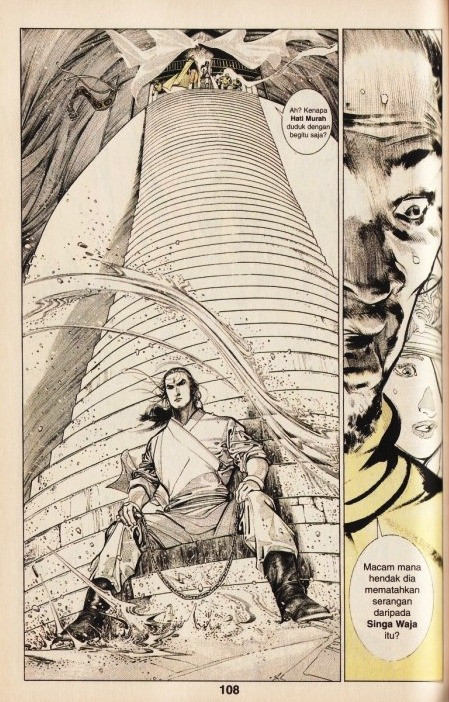 Ah? Kenapa
Hati Murah
duduk dengan
begitu saja?
Macam mana
hendak dia
mematahkan
serangan
daripada
Singa Waja
itu?
108